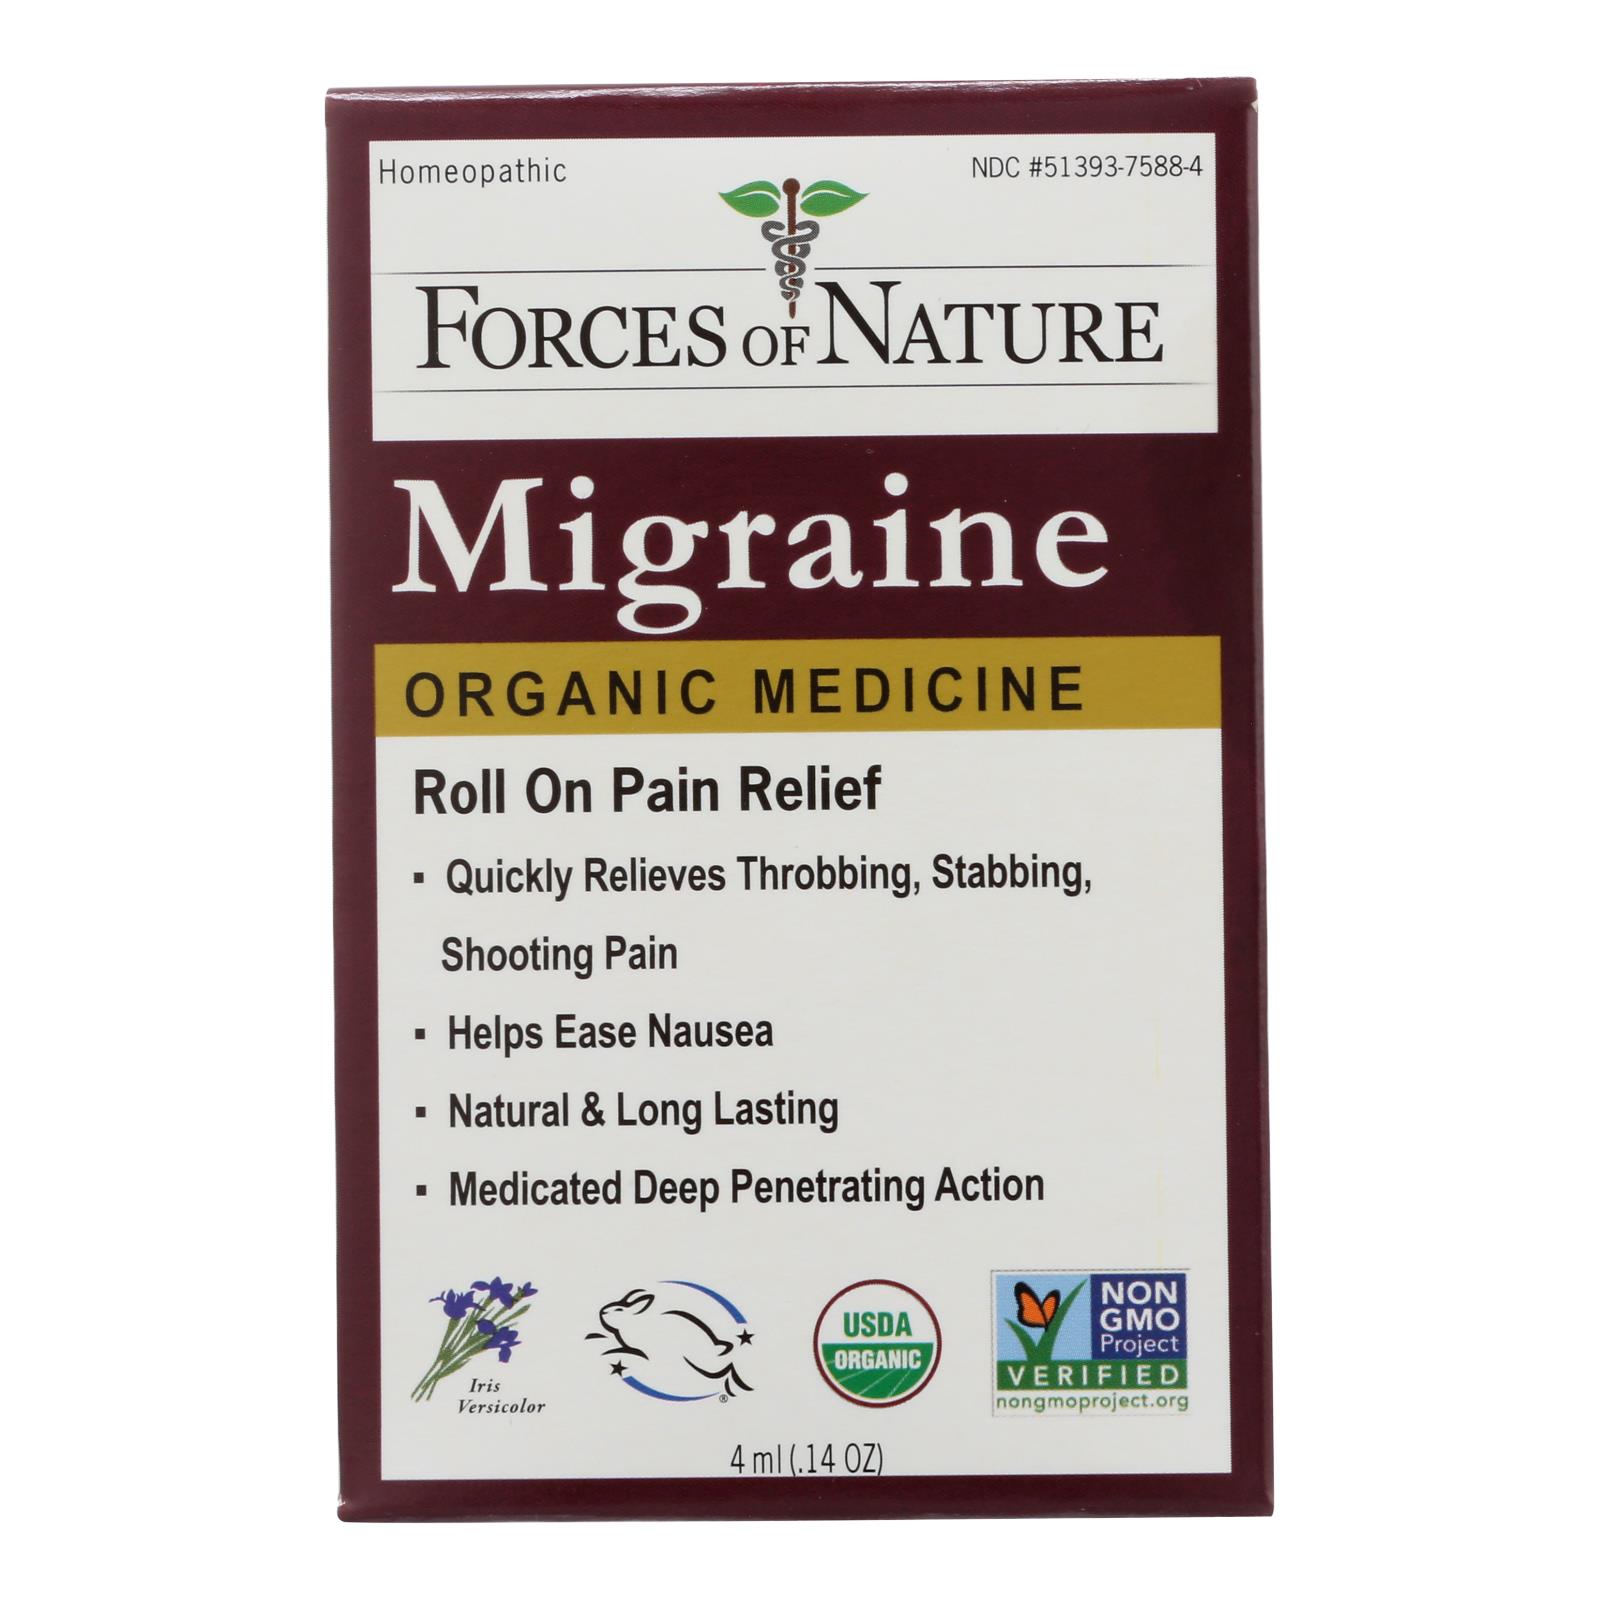 Homeopathic
NDC #51393-7588-4
FORCES OF NATURE
Migraine
ORGANIC MEDICINE
Roll On Pain Relief
▪ Quickly Relieves Throbbing, Stabbing,
Shooting Pain
▪ Helps Ease Nausea
▪ Natural & Long Lasting
▪ Medicated Deep Penetrating Action
Iris
Versicolor
®
USDA
ORGANIC
NON
GMO
Project
VERIFIED
nongmoproject.org
4 ml (.14 OZ)